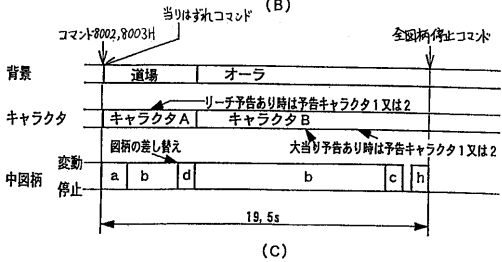 (B)
当りはずれコマンド
コマンド8002,8003H
全図柄停止コマンド
背景 道場 オーラ
リーチ予告あり時は予告キャラクタ1又は2
キャラクタ キャラクタA キャラクタB
図柄の差し替え 大当り予告あり時は予告キャラクタ1又は2
変動
中図柄 a b d b c h
停止
19,5s
(C)